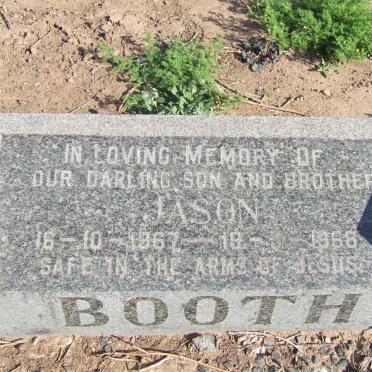 IN LOVING MEMORY OF
OUR DARLING SON AND BROTHER
JASON
16-10-1967 — 19- -1968
SAFE IN THE ARMS OF JESUS
BOOTH